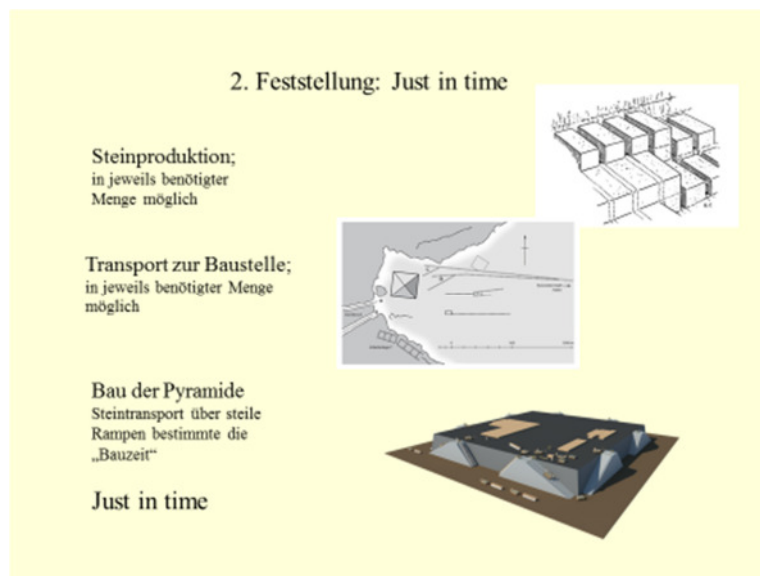 2. Feststellung: Just in time
Steinproduktion;
in jeweils benötigter
Menge möglich
Transport zur Baustelle;
in jeweils benötigter Menge
möglich
Bau der Pyramide
Steintransport über steile
Rampen bestimmte die
„Bauzeit“
Just in time